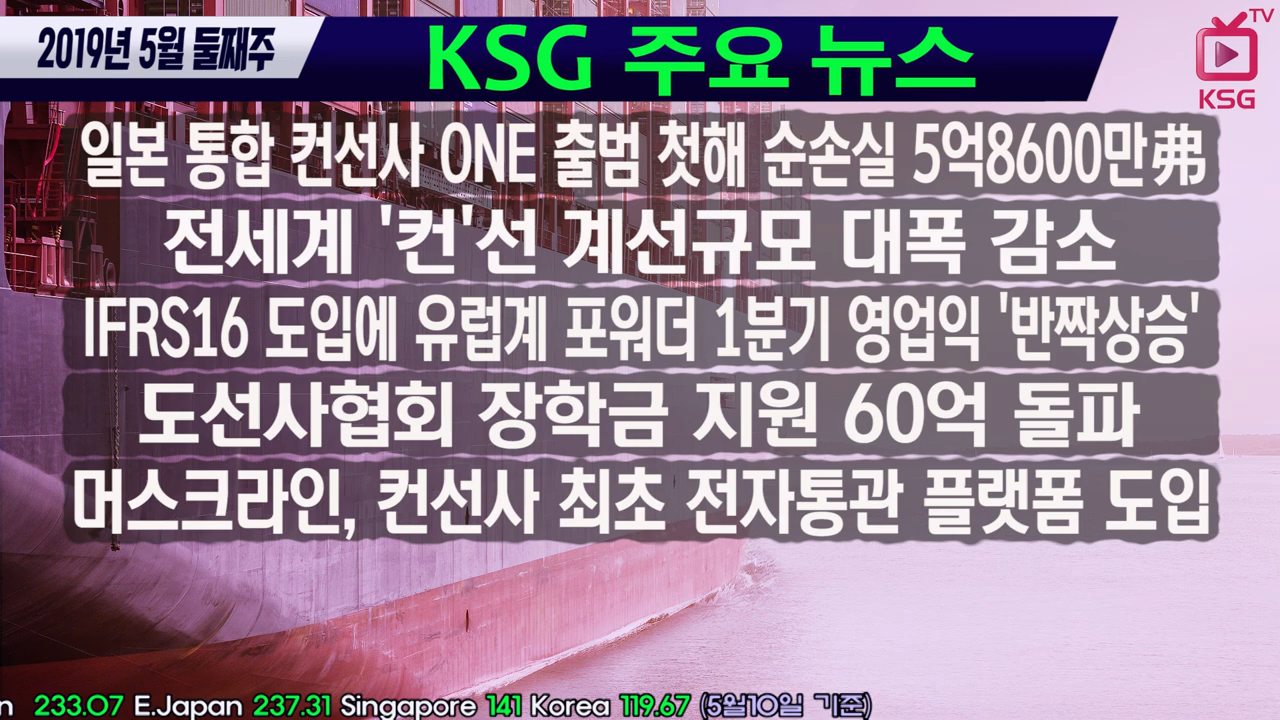 2019년 5월 둘째주
KSG 주요 뉴스
TV
KSG
일본 통합 컨선사 ONE 출범 첫해 순손실 5억8600만弗
전세계 '컨'선 계선규모 대폭 감소
IFRS16 도입에 유럽계 포워더 1분기 영업익 '반짝상승'
도선사협회 장학금 지원 60억 돌파
머스크라인, 컨선사 최초 전자통관 플랫폼 도입
n 233.07 E.Japan 237.31 Singapore 141 Korea 119.67 (5월10일 기준)